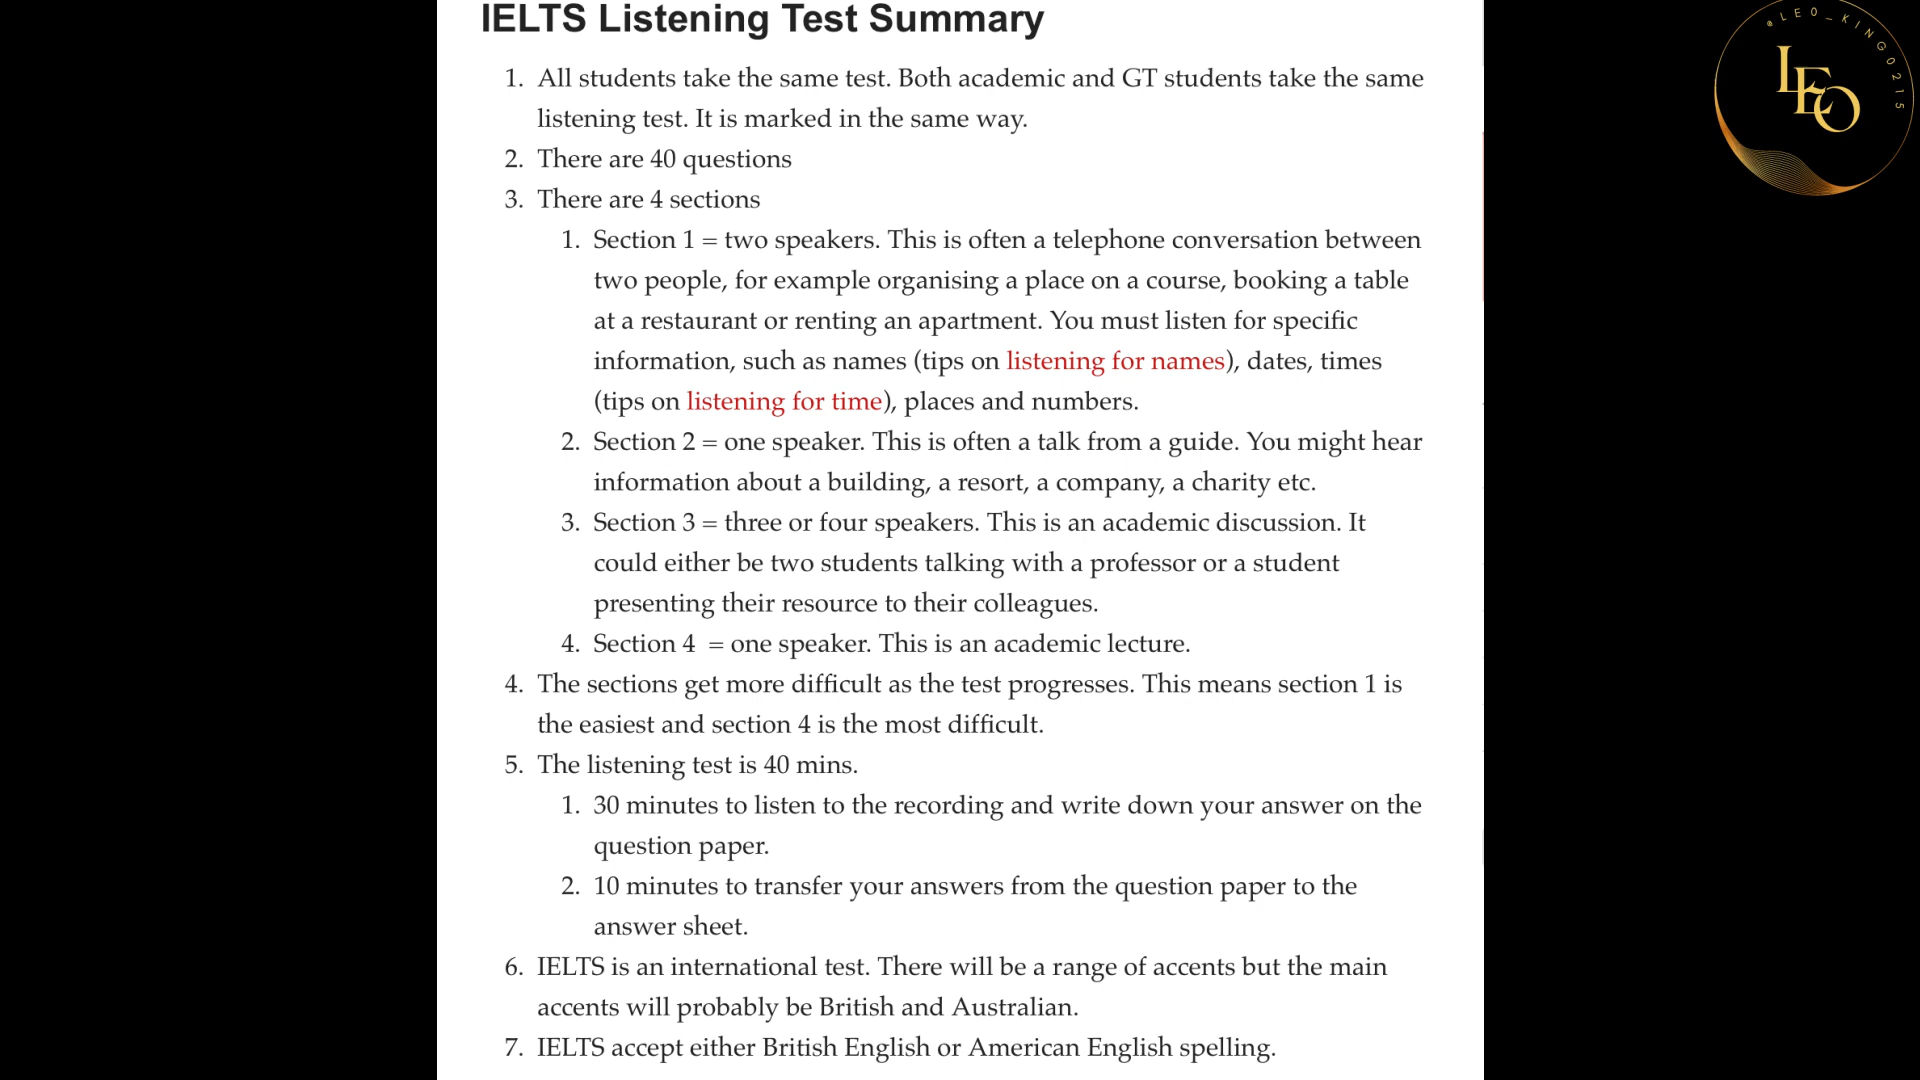 IELTS Listening Test Summary
1. All students take the same test. Both academic and GT students take the same
listening test. It is marked in the same way.
2. There are 40 questions
3. There are 4 sections
1. Section 1 = two speakers. This is often a telephone conversation between
two people, for example organising a place on a course, booking a table
at a restaurant or renting an apartment. You must listen for specific
information, such as names (tips on listening for names), dates, times
(tips on listening for time), places and numbers.
2. Section 2 = one speaker. This is often a talk from a guide. You might hear
information about a building, a resort, a company, a charity etc.
3. Section 3 = three or four speakers. This is an academic discussion. It
could either be two students talking with a professor or a student
presenting their resource to their colleagues.
4. Section 4  = one speaker. This is an academic lecture.
4. The sections get more difficult as the test progresses. This means section 1 is
the easiest and section 4 is the most difficult.
5. The listening test is 40 mins.
1. 30 minutes to listen to the recording and write down your answer on the
question paper.
2. 10 minutes to transfer your answers from the question paper to the
answer sheet.
6. IELTS is an international test. There will be a range of accents but the main
accents will probably be British and Australian.
7. IELTS accept either British English or American English spelling.
@LEO_KING0215
LEO